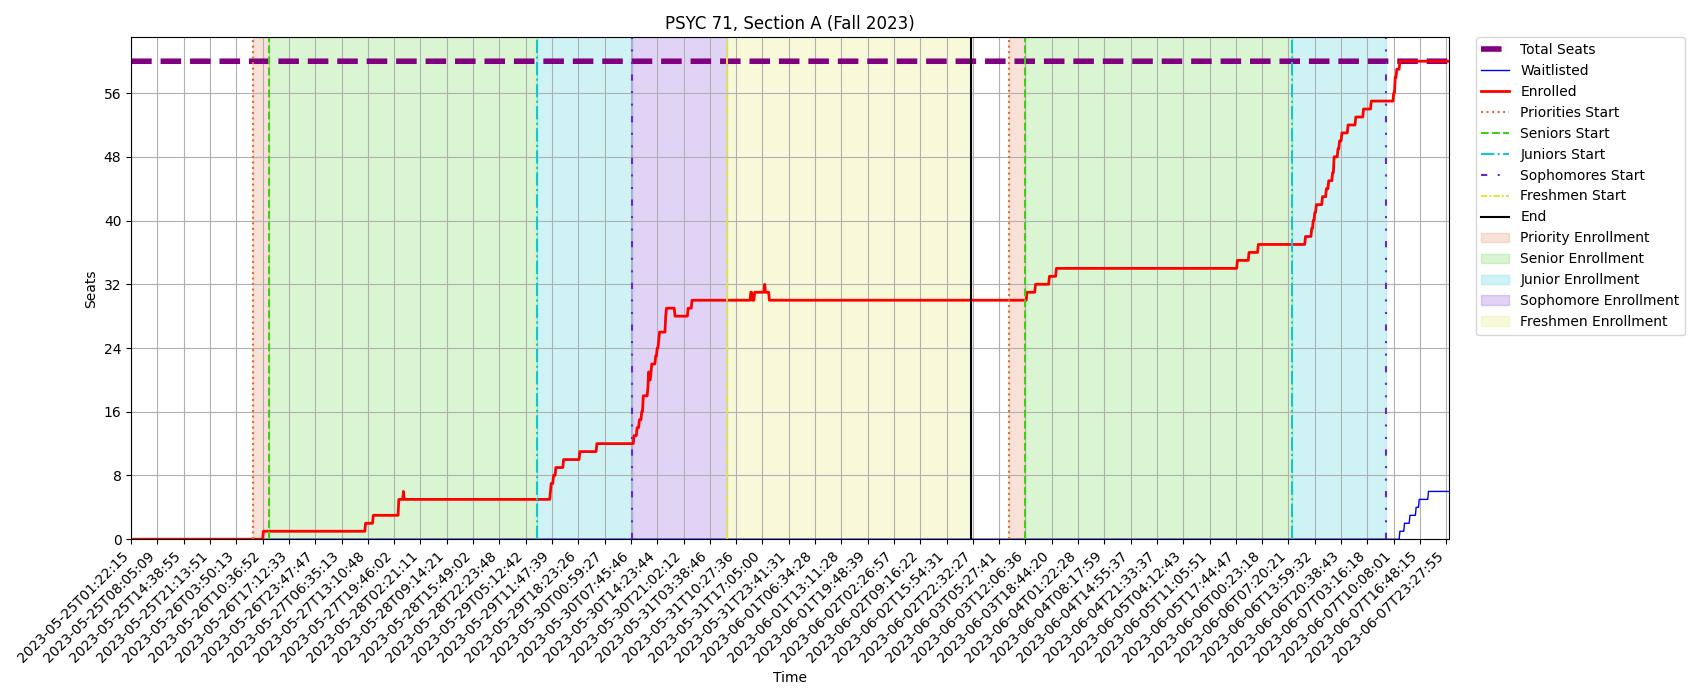 PSYC 71, Section A (Fall 2023)
Seats
56
48
40
32
24
16
8
0
2023-05-25T01:22:15
2023-05-25T08:05:09
2023-05-25T14:38:55
2023-05-25T21:13:51
2023-05-26T03:50:13
2023-05-26T10:36:52
2023-05-26T17:12:33
2023-05-26T23:47:47
2023-05-27T06:35:13
2023-05-27T13:10:48
2023-05-27T19:46:02
2023-05-28T02:21:11
2023-05-28T09:14:21
2023-05-28T15:49:02
2023-05-28T22:23:48
2023-05-29T05:12:42
2023-05-29T11:47:39
2023-05-29T18:23:26
2023-05-30T00:59:27
2023-05-30T07:45:46
2023-05-30T14:23:44
2023-05-30T21:02:12
2023-05-31T03:38:46
2023-05-31T10:27:36
2023-05-31T17:05:00
2023-05-31T23:41:31
2023-06-01T06:34:28
2023-06-01T13:11:28
2023-06-01T19:48:39
2023-06-02T02:26:57
2023-06-02T09:16:22
2023-06-02T15:54:31
2023-06-02T22:32:27
2023-06-03T05:27:41
2023-06-03T12:06:36
2023-06-03T18:44:20
2023-06-04T01:22:28
2023-06-04T08:17:59
2023-06-04T14:55:37
2023-06-04T21:33:37
2023-06-05T04:12:43
2023-06-05T11:05:51
2023-06-05T17:44:47
2023-06-06T00:23:18
2023-06-06T07:20:21
2023-06-06T13:59:32
2023-06-06T20:38:43
2023-06-07T03:16:18
2023-06-07T10:08:01
2023-06-07T16:48:15
2023-06-07T23:27:55
Time
Total Seats
Waitlisted
Enrolled
Priorities Start
Seniors Start
Juniors Start
Sophomores Start
Freshmen Start
End
Priority Enrollment
Senior Enrollment
Junior Enrollment
Sophomore Enrollment
Freshmen Enrollment